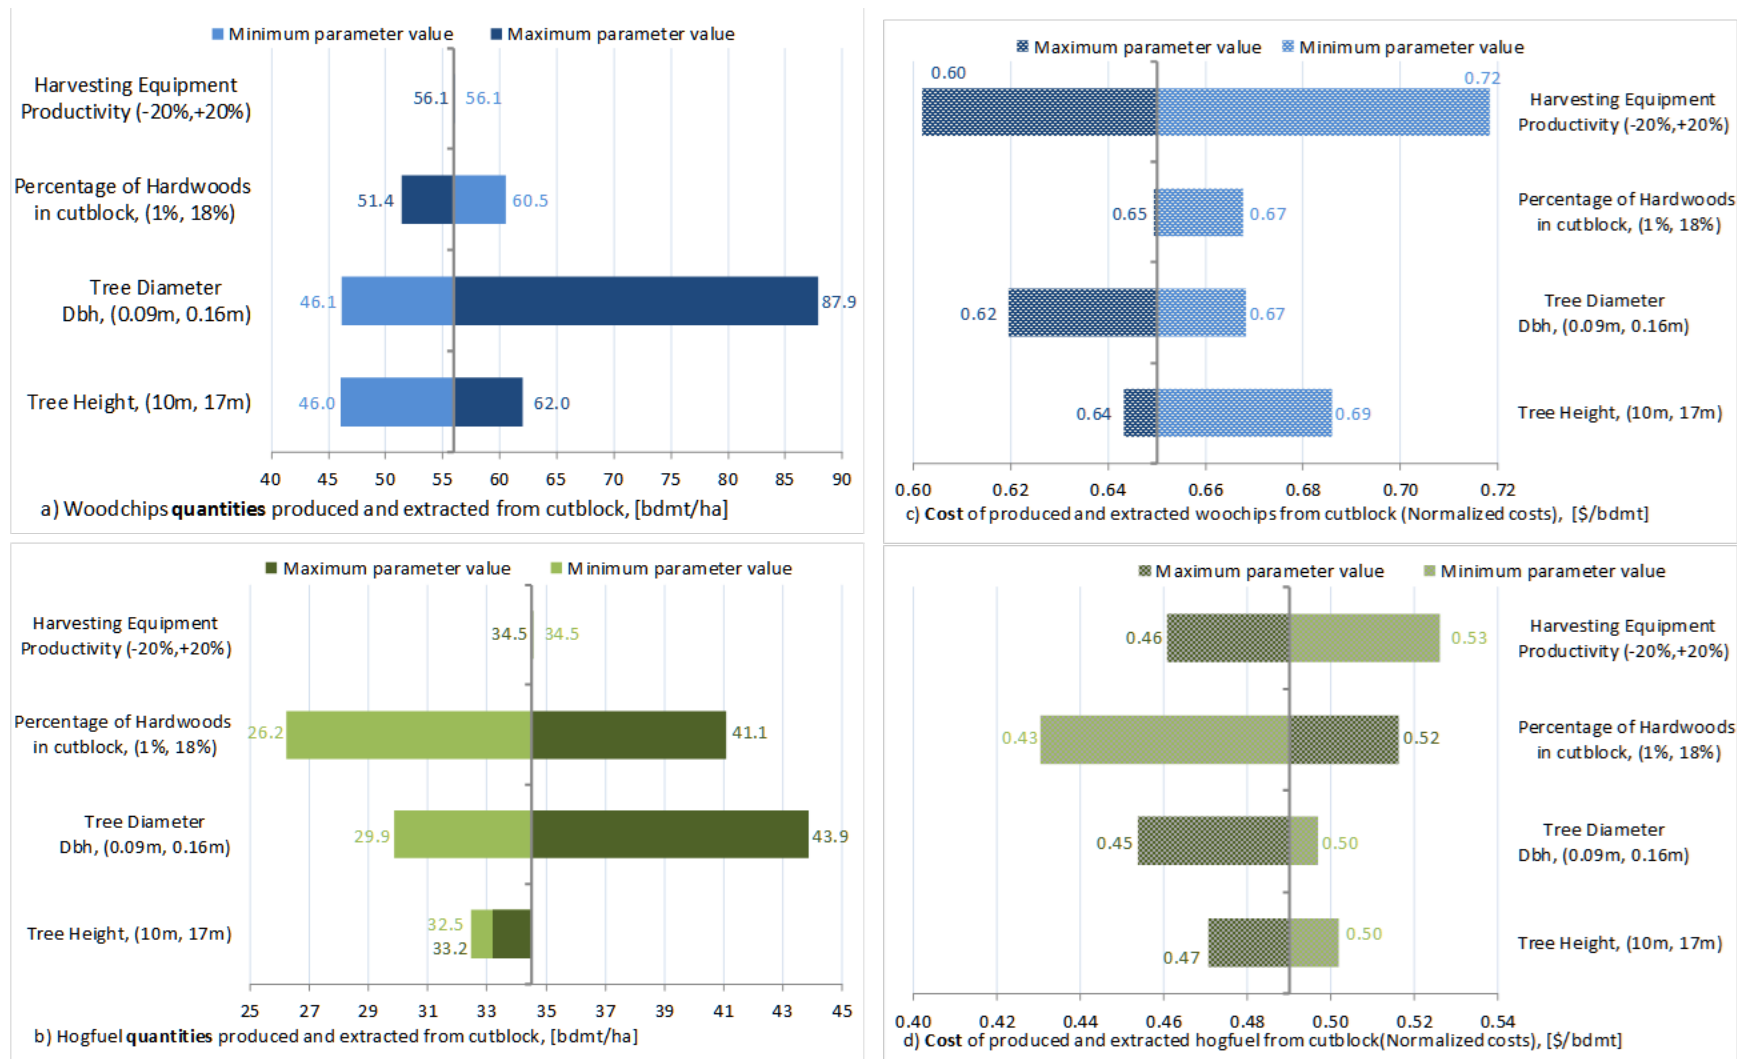 Minimum parameter value Maximum parameter value
Harvesting Equipment
Productivity (-20%,+20%)
56.1 56.1
Percentage of Hardwoods
in cutblock, (1%, 18%)
51.4 60.5
Tree Diameter
Dbh, (0.09m, 0.16m)
46.1 87.9
Tree Height, (10m, 17m)
46.0 62.0
40 45 50 55 60 65 70 75 80 85 90
a) Woodchips quantities produced and extracted from cutblock, [bdmt/ha]
Maximum parameter value Minimum parameter value
0.60 0.72
Harvesting Equipment
Productivity (-20%,+20%)
0.65 0.67
Percentage of Hardwoods
in cutblock, (1%, 18%)
0.62 0.67
Tree Diameter
Dbh, (0.09m, 0.16m)
0.64 0.69
Tree Height, (10m, 17m)
0.60 0.62 0.64 0.66 0.68 0.70 0.72
c) Cost of produced and extracted woochips from cutblock (Normalized costs), [$/bdmt]
Maximum parameter value Minimum parameter value
Harvesting Equipment
Productivity (-20%,+20%)
34.5 34.5
Percentage of Hardwoods
in cutblock, (1%, 18%)
26.2 41.1
Tree Diameter
Dbh, (0.09m, 0.16m)
29.9 43.9
Tree Height, (10m, 17m)
32.5
33.2
25 27 29 31 33 35 37 39 41 43 45
b) Hogfuel quantities produced and extracted from cutblock, [bdmt/ha]
Maximum parameter value Minimum parameter value
0.46 0.53
Harvesting Equipment
Productivity (-20%,+20%)
0.43 0.52
Percentage of Hardwoods
in cutblock, (1%, 18%)
0.45 0.50
Tree Diameter
Dbh, (0.09m, 0.16m)
0.47 0.50
Tree Height, (10m, 17m)
0.40 0.42 0.44 0.46 0.48 0.50 0.52 0.54
d) Cost of produced and extracted hogfuel from cutblock(Normalized costs), [$/bdmt]